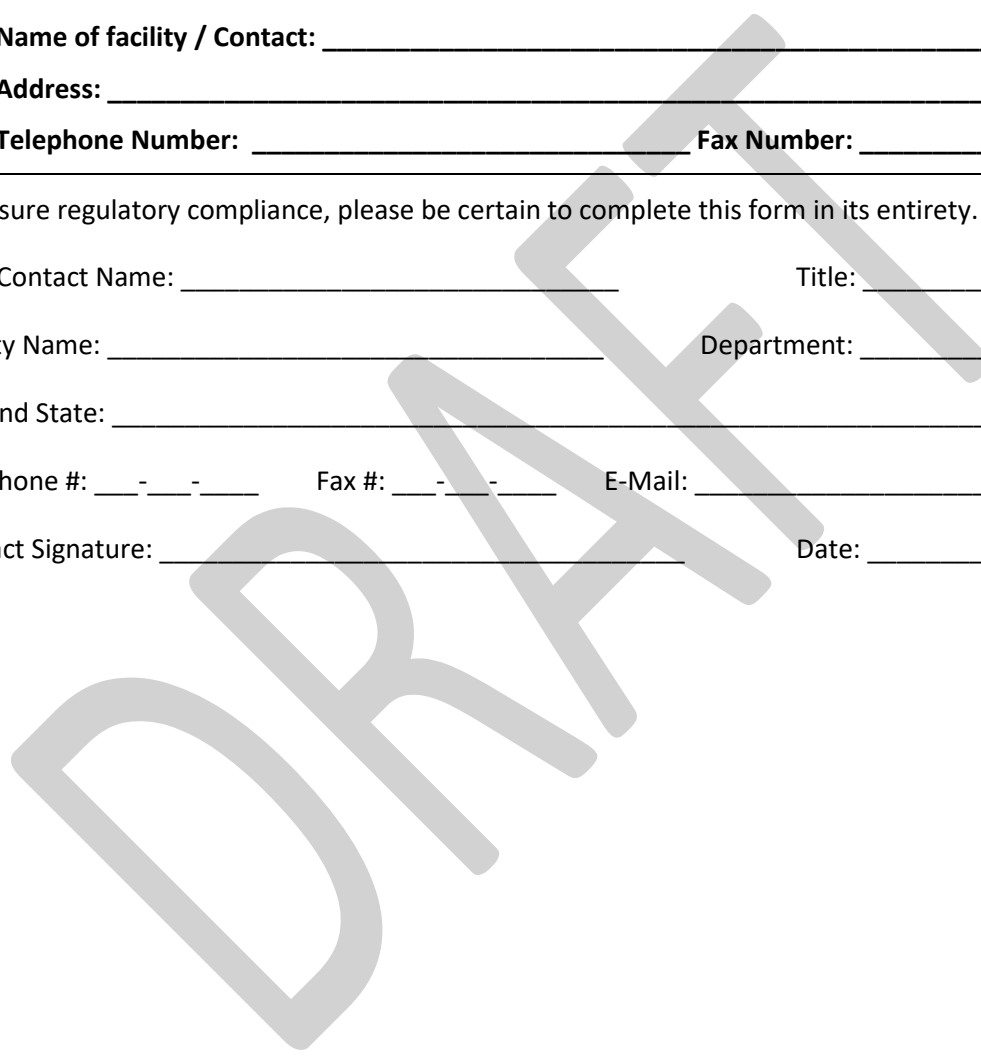 Name of facility / Contact: ______________________________________________
Address: ____________________________________________________________
Telephone Number: ______________________________ Fax Number: ________
sure regulatory compliance, please be certain to complete this form in its entirety.
Contact Name: ______________________________ Title: ________
y Name: __________________________________ Department: ________
nd State: ____________________________________________________________
hone #: ___-___-____ Fax #: ___-___-____ E-Mail: ____________________
ct Signature: ____________________________________ Date: ________
DRAFT